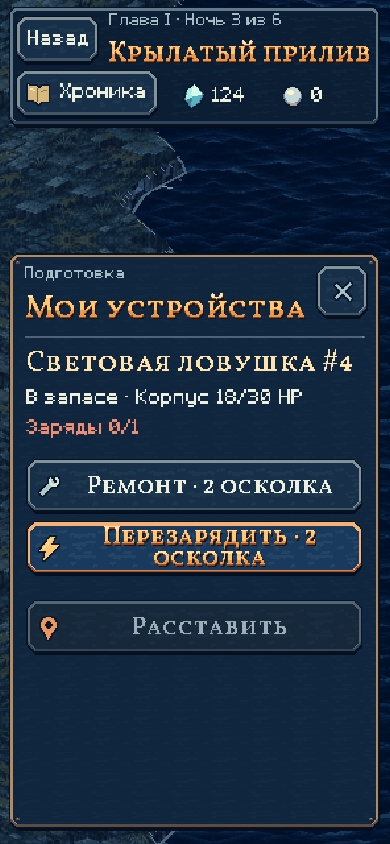 Назад
Глава I · Ночь 3 из 6
Крылатый прилив
Хроника
124
0
Подготовка
Мои устройства
Световая ловушка #4
В запасе · Корпус 18/30 HP
Заряды 0/1
Ремонт · 2 осколка
Перезарядить · 2
осколка
Расставить